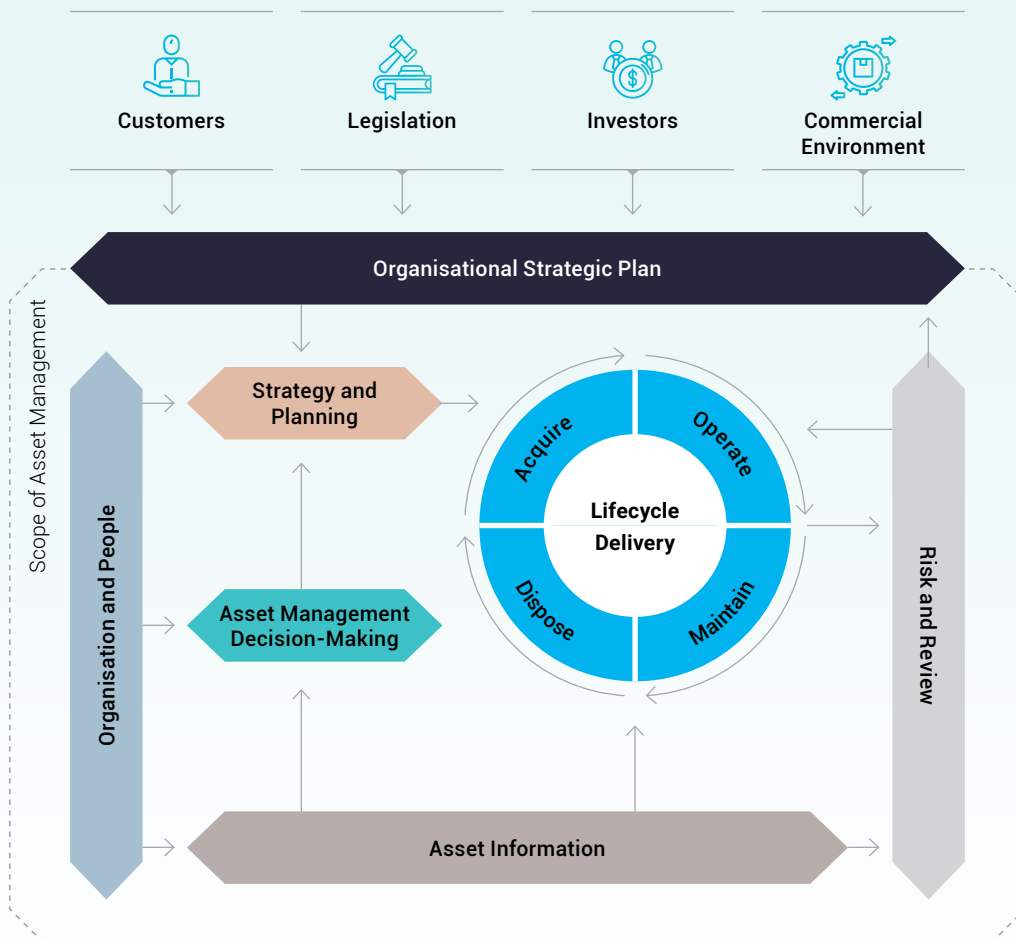 Customers
Legislation
Investors
Commercial
Environment
Organisational Strategic Plan
Scope of Asset Management
Organisation and People
Strategy and
Planning
Asset Management
Decision-Making
Acquire
Operate
Lifecycle
Delivery
Dispose
Maintain
Risk and Review
Asset Information